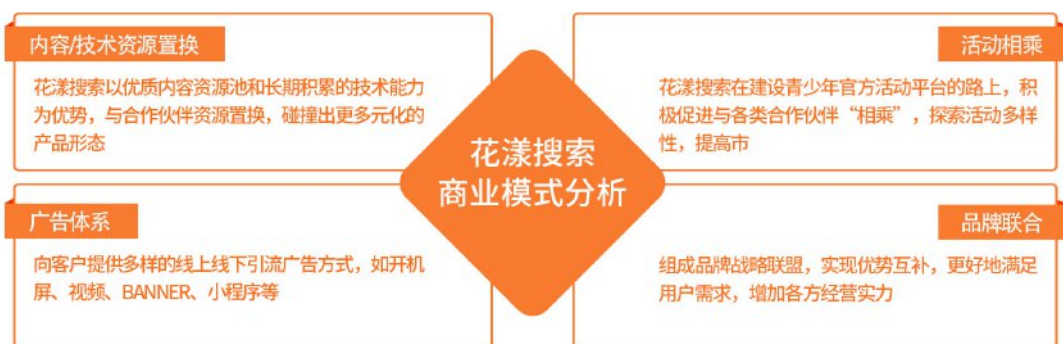 内容/技术资源置换
花漾搜索以优质内容资源池和长期积累的技术能力
为优势，与合作伙伴资源置换，碰撞出更多元化的
产品形态
活动相乘
花漾搜索在建设青少年官方活动平台的路上，积
极促进与各类合作伙伴“相乘”，探索活动多样
性，提高市
花漾搜索
商业模式分析
广告体系
向客户提供多样的线上线下引流广告方式，如开机
屏、视频、BANNER、小程序等
品牌联合
组成品牌战略联盟，实现优势互补，更好地满足
用户需求，增加各方经营实力